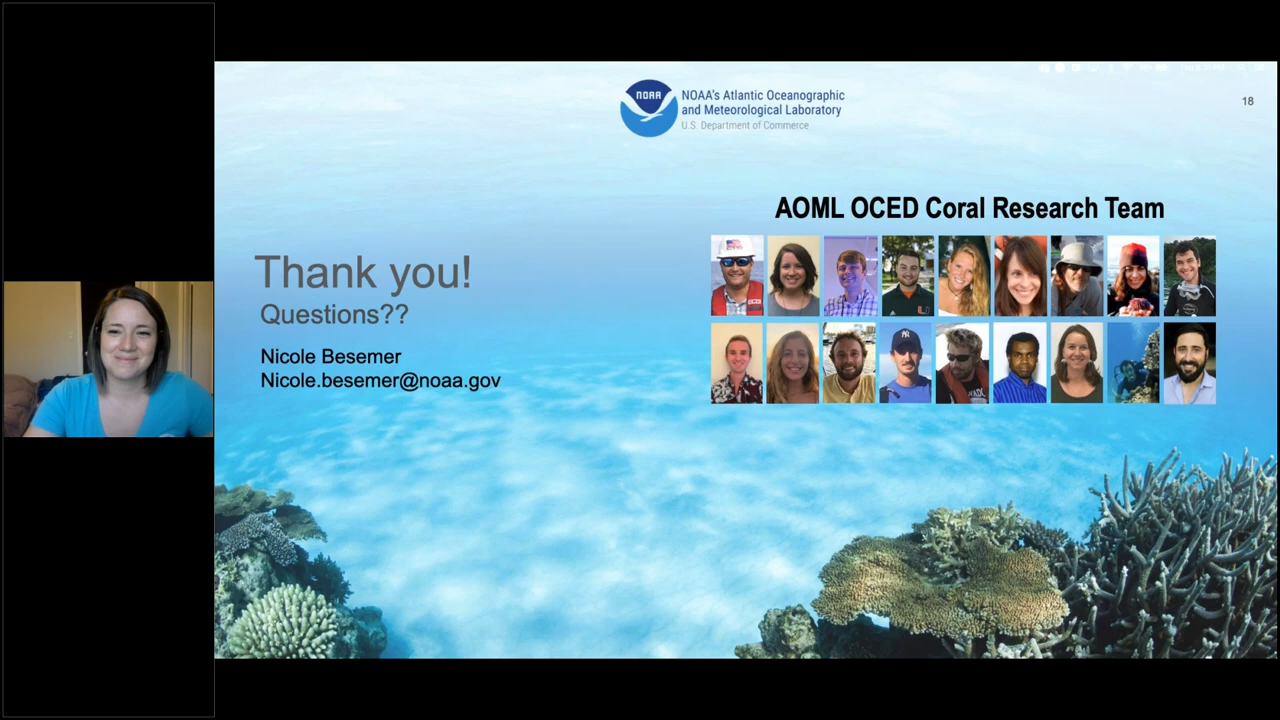 NOAA
NOAA's Atlantic Oceanographic
and Meteorological Laboratory
U.S. Department of Commerce
18
AOML OCED Coral Research Team
Thank you!
Questions??
Nicole Besemer
Nicole.besemer@noaa.gov